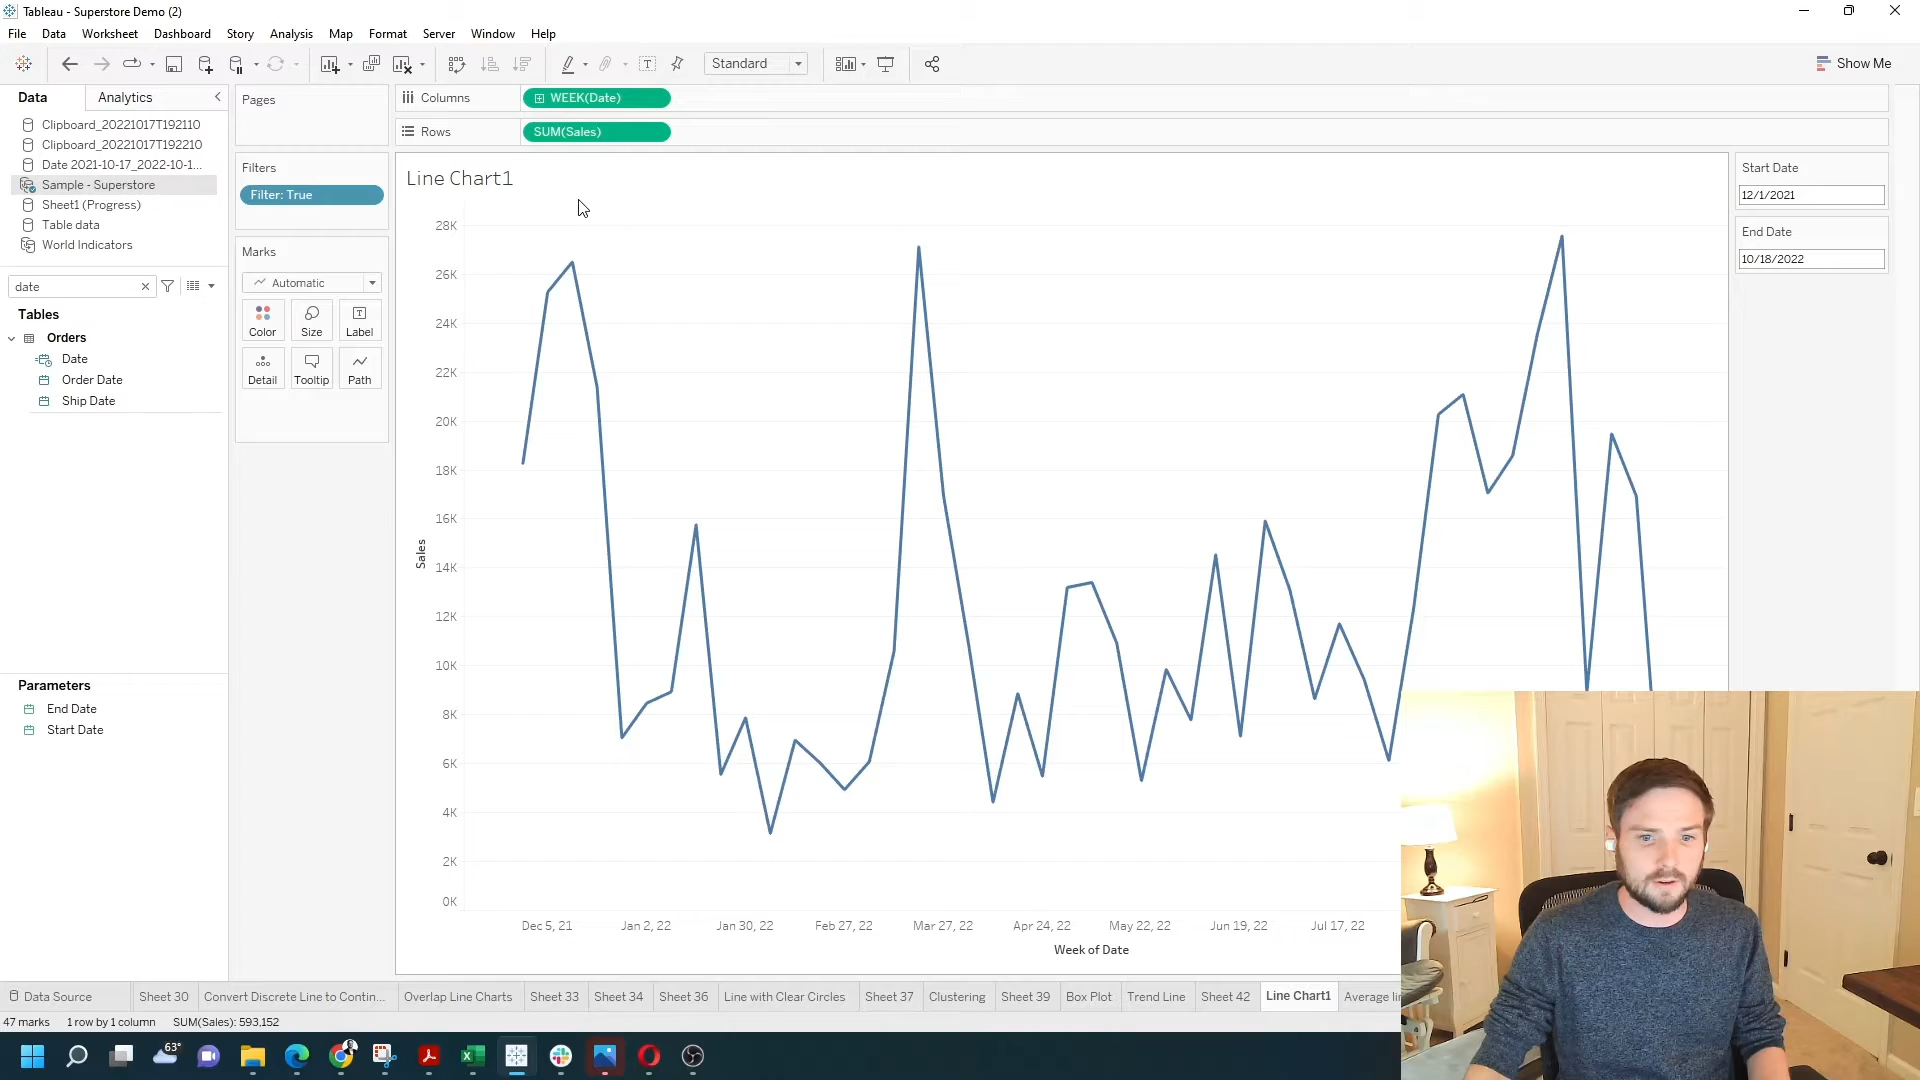 Tableau - Superstore Demo (2)
File Data Worksheet Dashboard Story Analysis Map Format Server Window Help
Standard
Show Me
Data Analytics
Pages
Columns WEEK(Date)
Rows SUM(Sales)
Clipboard_20221017T192110
Clipboard_20221017T192210
Date 2021-10-17_2022-10-1...
Sample - Superstore
Sheet1 (Progress)
Table data
World Indicators
date
Tables
Orders
Date
Order Date
Ship Date
Parameters
End Date
Start Date
Filters
Filter: True
Marks
Automatic
Color Size Label
Detail Tooltip Path
Line Chart1
28K
26K
24K
22K
20K
18K
16K
14K
12K
10K
8K
6K
4K
2K
0K
Sales
Dec 5, 21 Jan 2, 22 Jan 30, 22 Feb 27, 22 Mar 27, 22 Apr 24, 22 May 22, 22 Jun 19, 22 Jul 17, 22
Week of Date
Start Date
12/1/2021
End Date
10/18/2022
Data Source Sheet 30 Convert Discrete Line to Contin... Overlap Line Charts Sheet 33 Sheet 34 Sheet 36 Line with Clear Circles Sheet 37 Clustering Sheet 39 Box Plot Trend Line Sheet 42 Line Chart1 Average li
47 marks 1 row by 1 column SUM(Sales): 593,152
63°